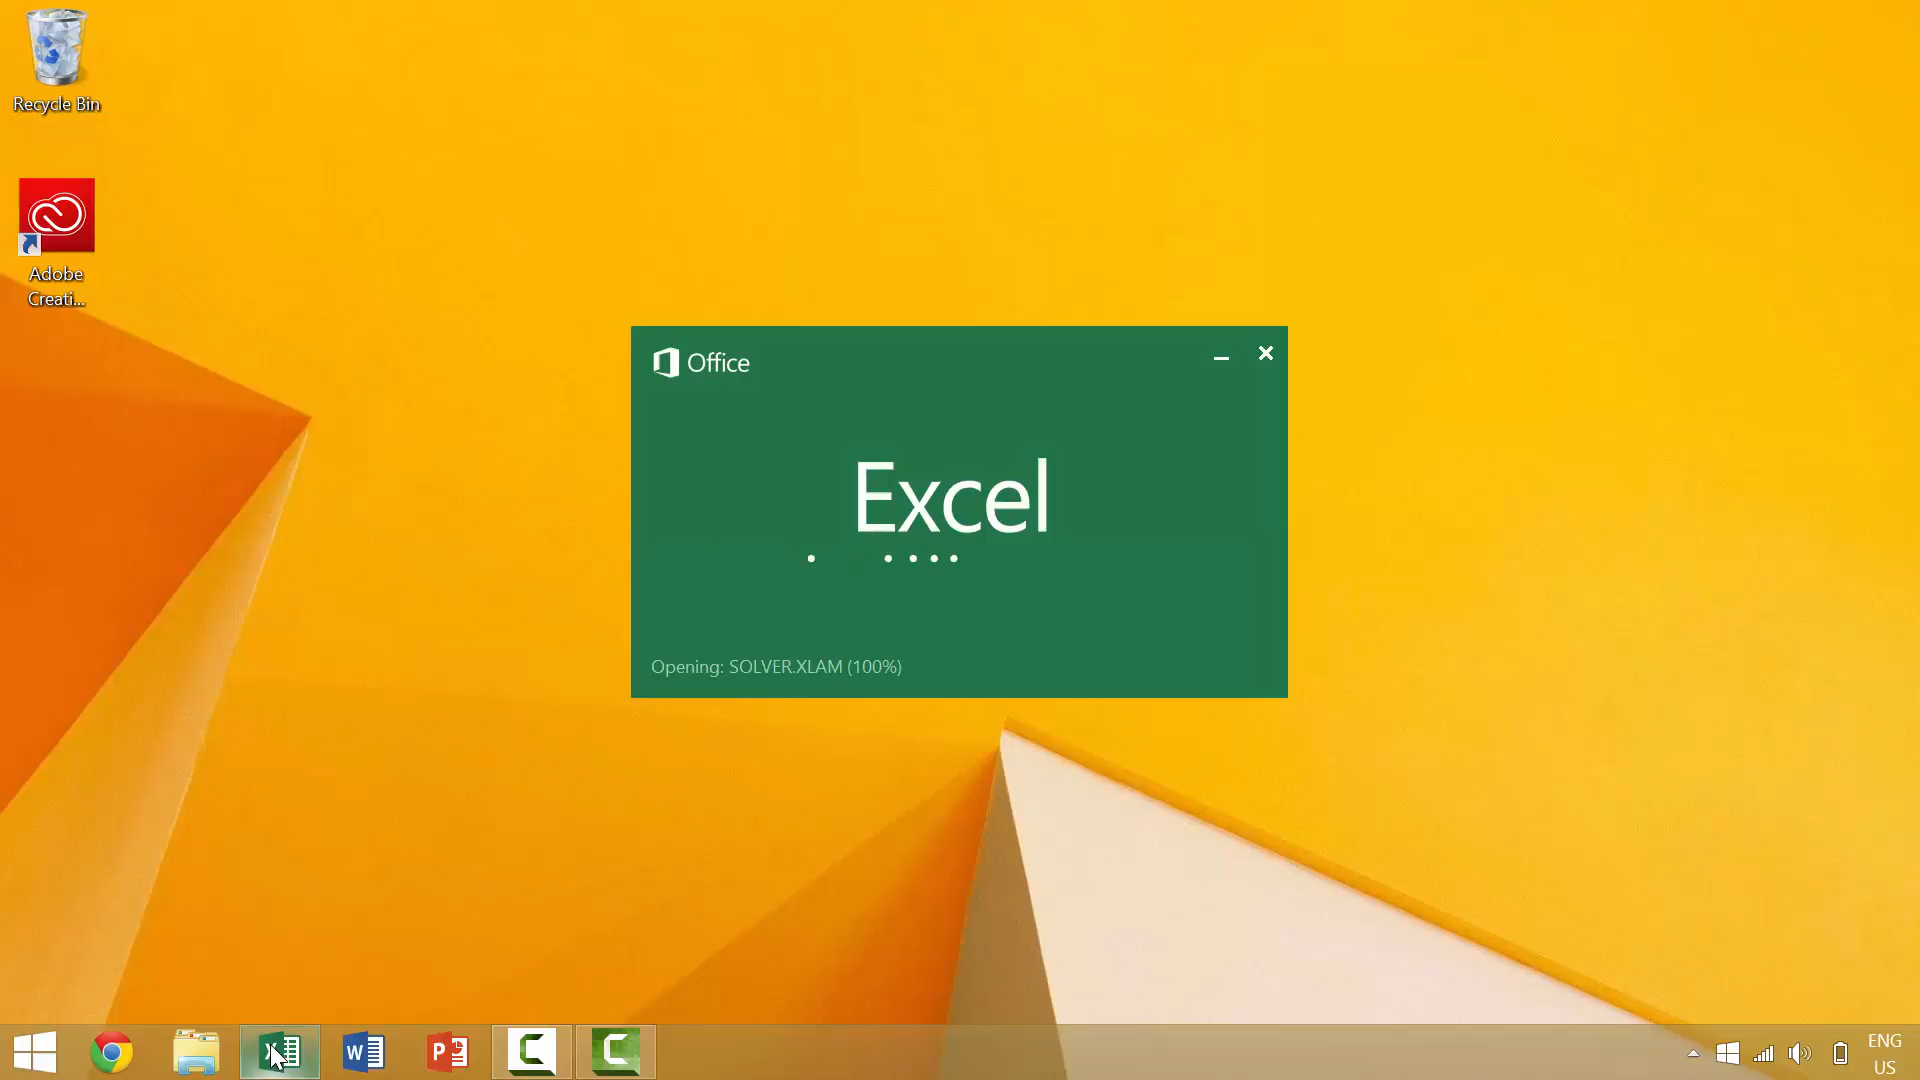 Recycle Bin
Adobe
Creati...
Office
Excel
Opening: SOLVER.XLAM (100%)
ENG
US